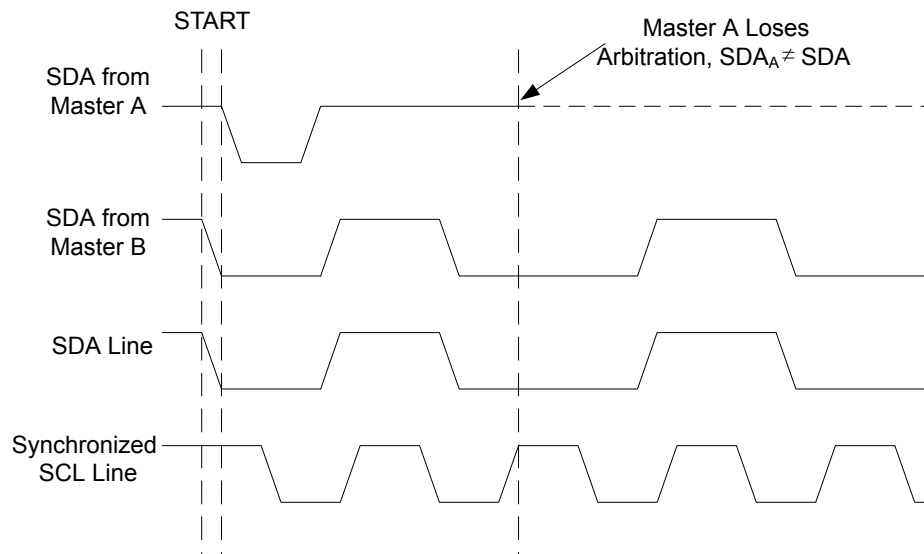 START
Master A Loses
Arbitration, SDA_A ≠ SDA
SDA from
Master A
SDA from
Master B
SDA Line
Synchronized
SCL Line